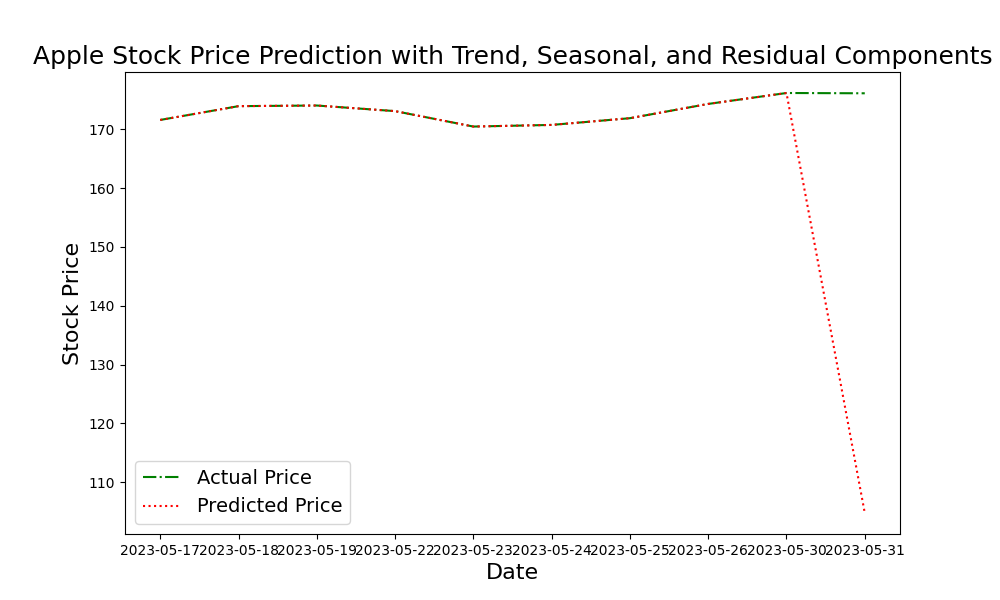 Apple Stock Price Prediction with Trend, Seasonal, and Residual Components
Stock Price
170
160
150
140
130
120
110
Actual Price
Predicted Price
2023-05-17 2023-05-18 2023-05-19 2023-05-22 2023-05-23 2023-05-24 2023-05-25 2023-05-26 2023-05-30 2023-05-31
Date